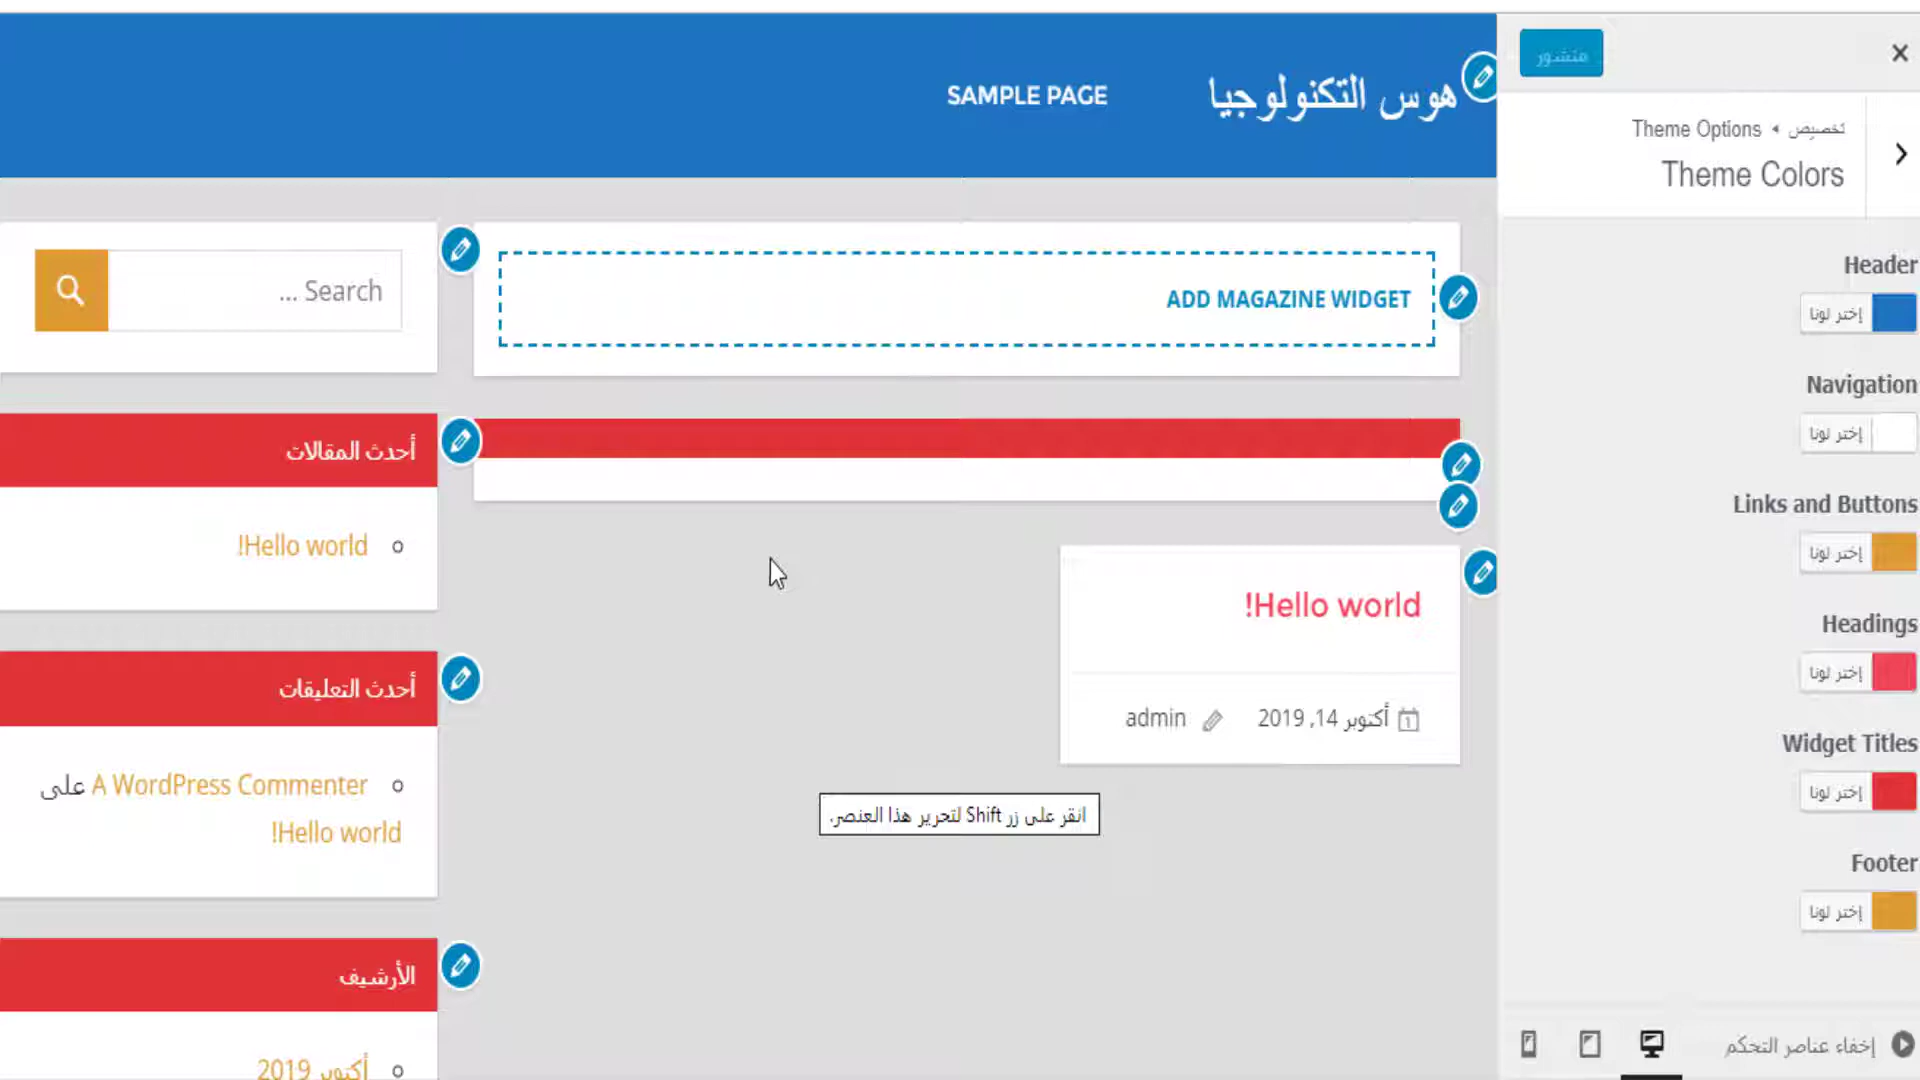 منشور
تخصيص ◂ Theme Options
Theme Colors
Header
إختر لونا
Navigation
إختر لونا
Links and Buttons
إختر لونا
Headings
إختر لونا
Widget Titles
إختر لونا
Footer
إختر لونا
إخفاء عناصر التحكم
هوس التكنولوجيا
SAMPLE PAGE
ADD MAGAZINE WIDGET
Hello world!
أكتوبر 14, 2019 admin
انقر على زر Shift لتحرير هذا العنصر.
Search ...
أحدث المقالات
Hello world!
أحدث التعليقات
A WordPress Commenter على
Hello world!
الأرشيف
أكتوبر 2019